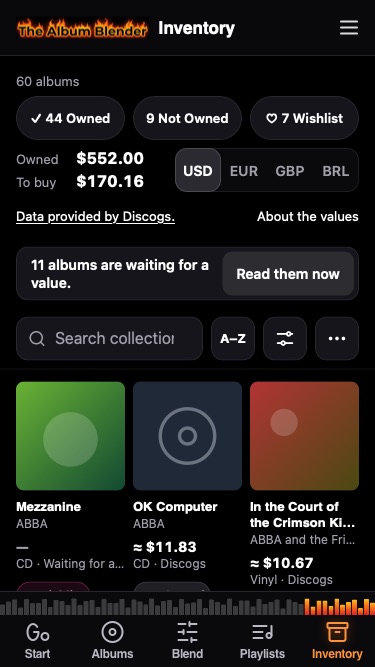 The Album Blender Inventory
60 albums
✓ 44 Owned 9 Not Owned ♡ 7 Wishlist
Owned $552.00
To buy $170.16
USD EUR GBP BRL
Data provided by Discogs. About the values
11 albums are waiting for a
value.
Read them now
Search collection
A–Z
Mezzanine
ABBA
—
CD · Waiting for a…
OK Computer
ABBA
≈ $11.83
CD · Discogs
In the Court of
the Crimson Ki…
ABBA and the Fri…
≈ $10.67
Vinyl · Discogs
Start Albums Blend Playlists Inventory